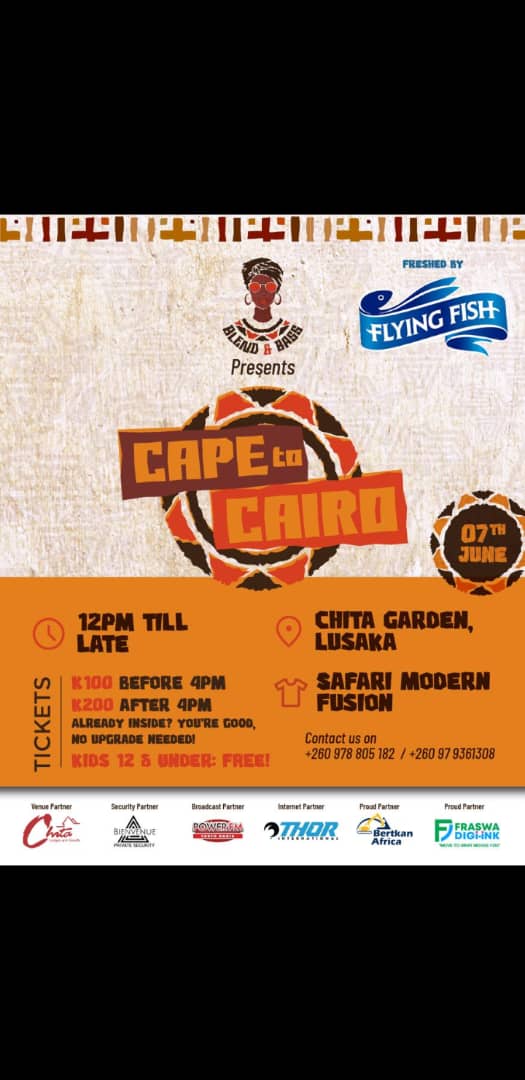 FRESHED BY
FLYING FISH
BLEND & BASS
Presents
CAPE to
CAIRO
07TH
JUNE
12PM TILL
LATE
CHITA GARDEN,
LUSAKA
TICKETS
K100 BEFORE 4PM
K200 AFTER 4PM
ALREADY INSIDE? YOU'RE GOOD,
NO UPGRADE NEEDED!
KIDS 12 & UNDER: FREE!
SAFARI MODERN
FUSION
Contact us on
+260 978 805 182 / +260 97 9361308
Venue Partner
Chita
Security Partner
BIENVENUE
PRIVATE SECURITY
Broadcast Partner
POWER FM
Internet Partner
THOR
INTERNATIONAL
Proud Partner
Bertkan
Africa
Proud Partner
FRASWA
DIGI-INK